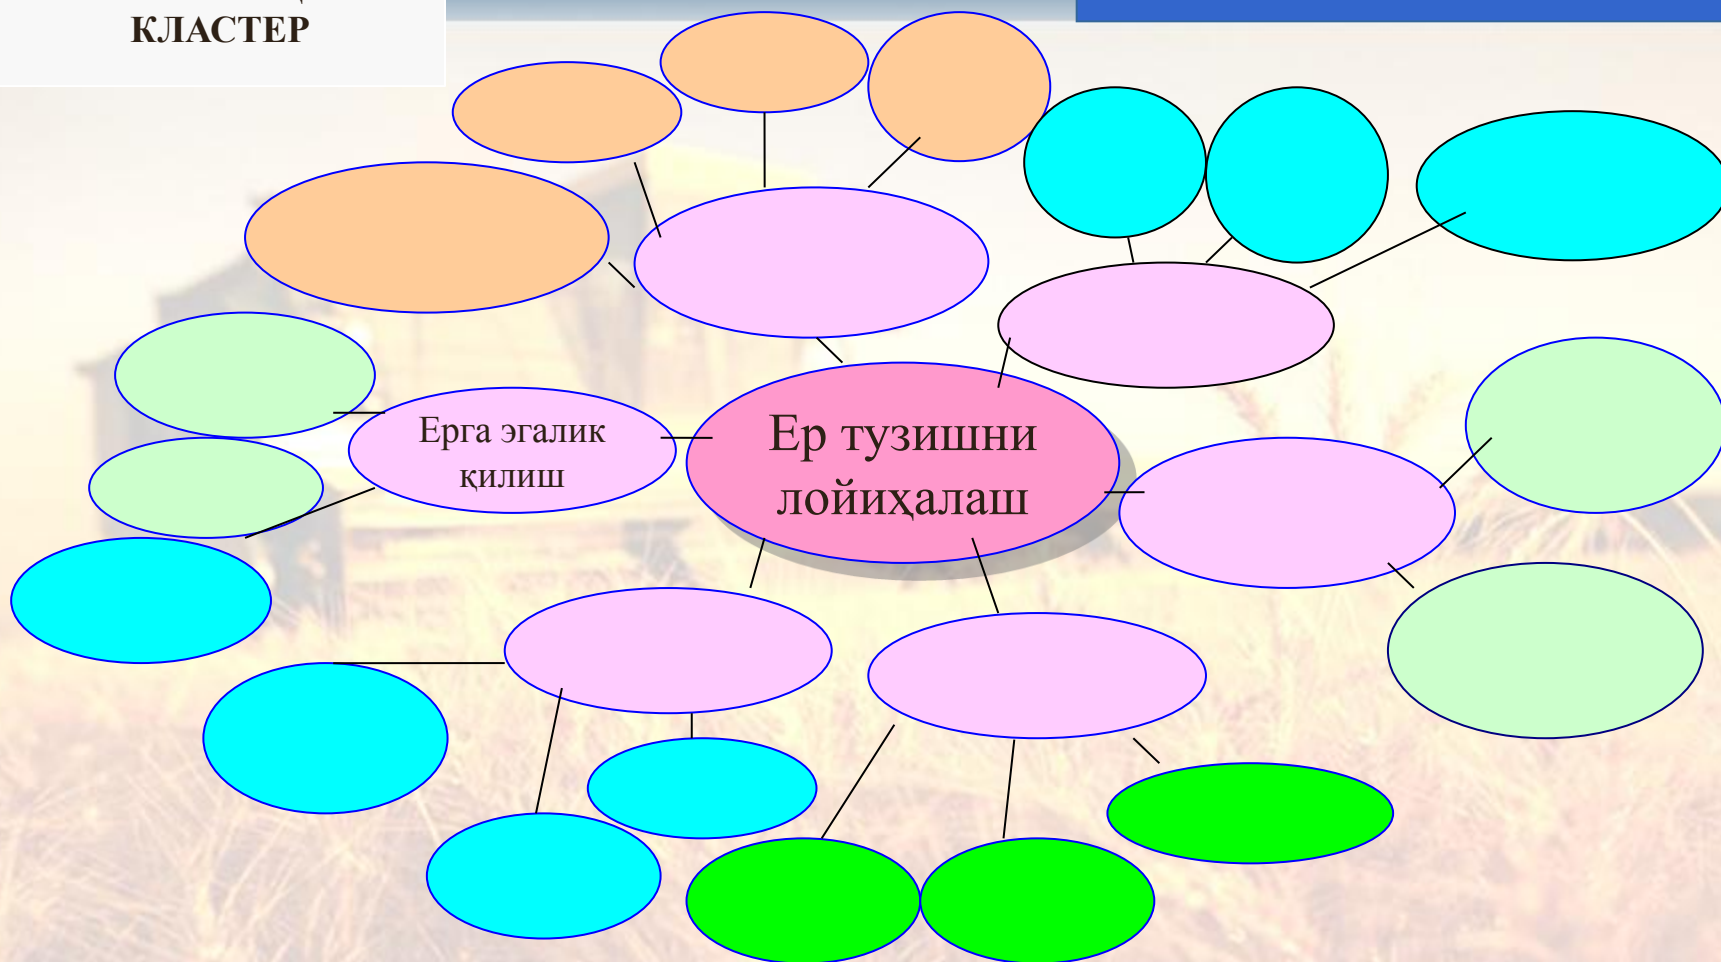 КЛАСТЕР
Ерга эгалик
қилиш
Ер тузишни
лойиҳалаш